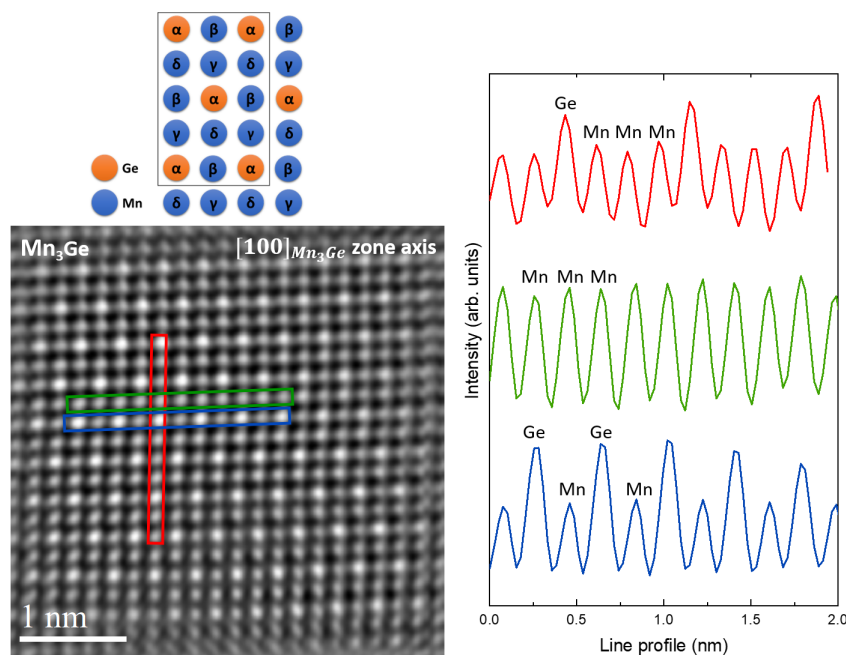 α β α β
δ γ δ γ
β α β α
γ δ γ δ
α β α β
δ γ δ γ
Ge
Mn
Mn₃Ge
[100]Mn₃Ge zone axis
1 nm
Intensity (arb. units)
Ge
Mn Mn Mn
Mn Mn Mn
Ge Ge
Mn Mn
0.0 0.5 1.0 1.5 2.0
Line profile (nm)